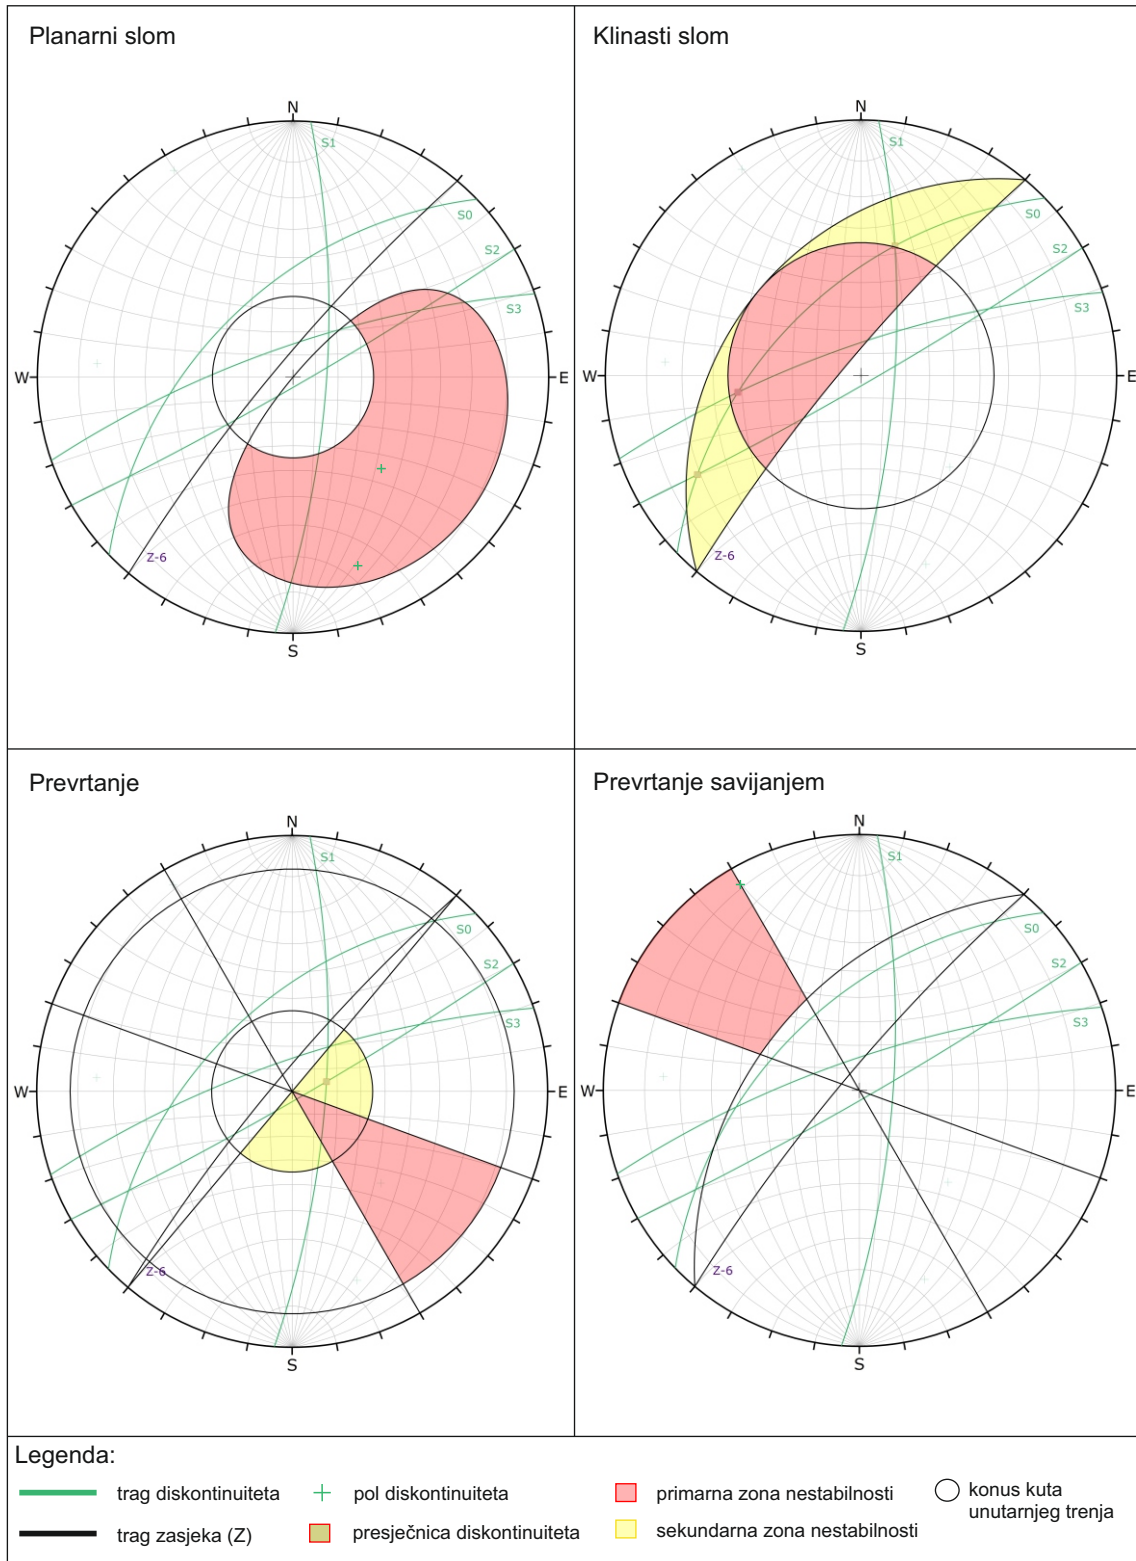 Planarni slom
N
S1
S0
S2
S3
W
E
Z-6
S
Klinasti slom
N
S1
S0
S2
S3
W
E
Z-6
S
Prevrtanje
N
S1
S0
S2
S3
W
E
Z-6
S
Prevrtanje savijanjem
N
S1
S0
S2
S3
W
E
Z-6
S
Legenda:
trag diskontinuiteta
pol diskontinuiteta
primarna zona nestabilnosti
konus kuta
unutarnjeg trenja
trag zasjeka (Z)
presječnica diskontinuiteta
sekundarna zona nestabilnosti